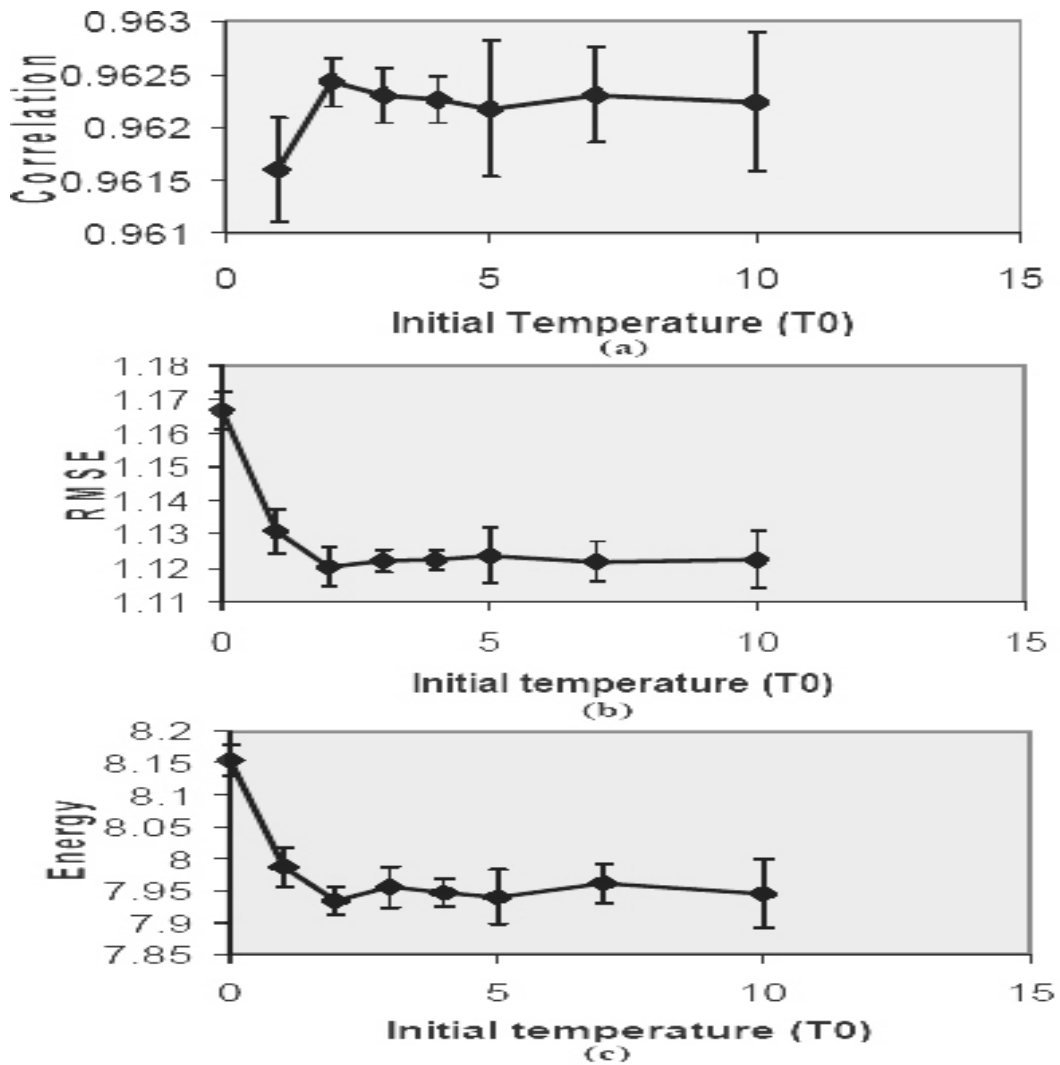 Correlation
0.963
0.9625
0.962
0.9615
0.961
0 5 10 15
Initial Temperature (T0)
(a)
RMSE
1.18
1.17
1.16
1.15
1.14
1.13
1.12
1.11
0 5 10 15
Initial temperature (T0)
(b)
Energy
8.2
8.15
8.1
8.05
8
7.95
7.9
7.85
0 5 10 15
Initial temperature (T0)
(c)